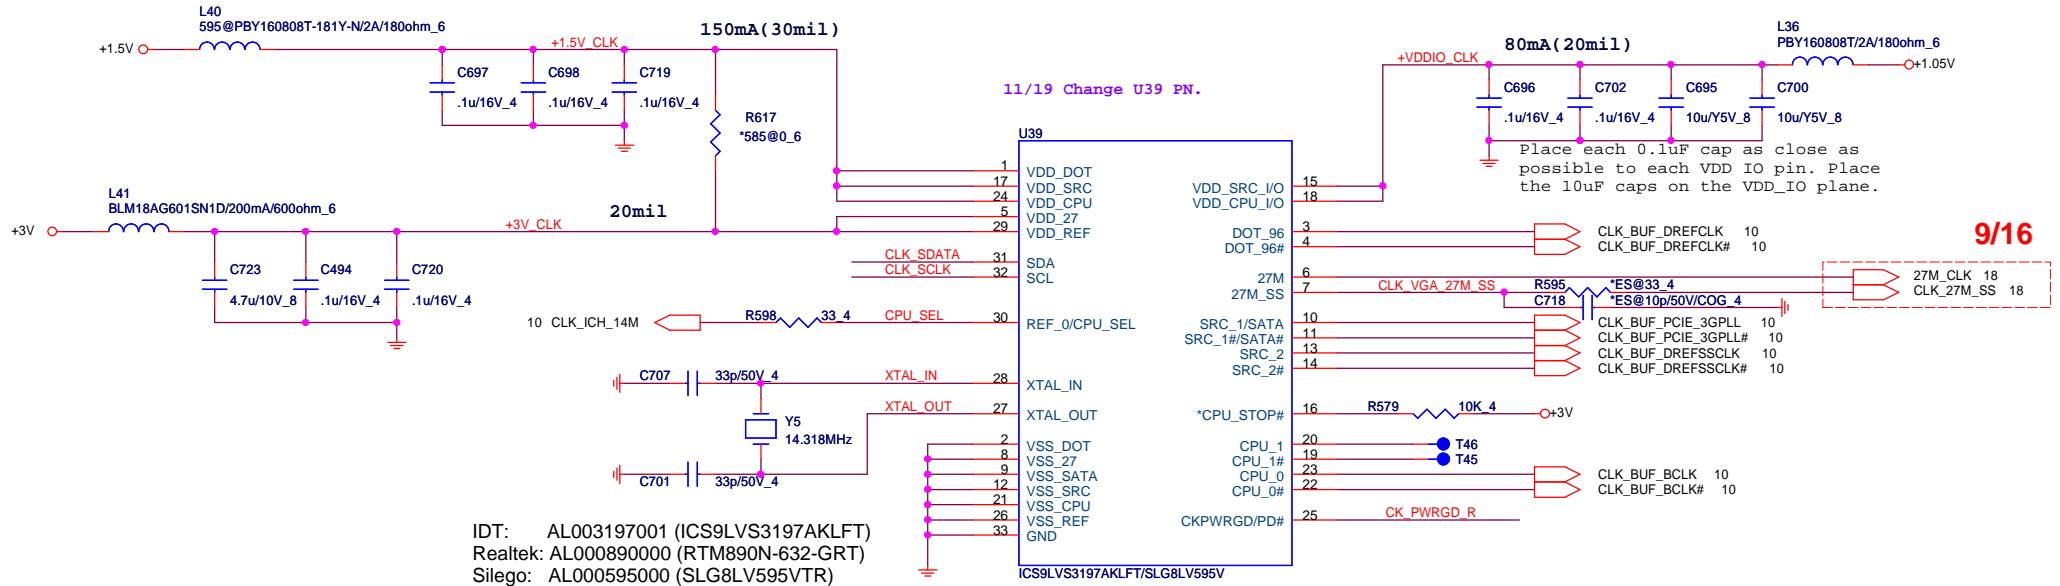 L40
595@PBY160808T-181Y-N/2A/180ohm_6
+1.5V
+1.5V_CLK
150mA(30mil)
C697
.1u/16V_4
C698
.1u/16V_4
C719
.1u/16V_4
R617
*585@0_6
L41
BLM18AG601SN1D/200mA/600ohm_6
+3V
+3V_CLK
20mil
C723
4.7u/10V_8
C494
.1u/16V_4
C720
.1u/16V_4
11/19 Change U39 PN.
+VDDIO_CLK
80mA(20mil)
L36
PBY160808T/2A/180ohm_6
+1.05V
C696
.1u/16V_4
C702
.1u/16V_4
C695
10u/Y5V_8
C700
10u/Y5V_8
Place each 0.1uF cap as close as
possible to each VDD IO pin. Place
the 10uF caps on the VDD_IO plane.
U39
1 VDD_DOT
17 VDD_SRC
24 VDD_CPU
5 VDD_27
29 VDD_REF
CLK_SDATA 31 SDA
CLK_SCLK 32 SCL
10 CLK_ICH_14M R598 33_4 CPU_SEL 30 REF_0/CPU_SEL
C707 33p/50V_4 XTAL_IN 28 XTAL_IN
XTAL_OUT 27 XTAL_OUT
Y5
14.318MHz
C701 33p/50V_4
2 VSS_DOT
8 VSS_27
9 VSS_SATA
12 VSS_SRC
21 VSS_CPU
26 VSS_REF
33 GND
VDD_SRC_I/O 15
VDD_CPU_I/O 18
DOT_96 3 CLK_BUF_DREFCLK 10
DOT_96# 4 CLK_BUF_DREFCLK# 10
9/16
27M 6 27M_CLK 18
27M_SS 7 CLK_VGA_27M_SS R595 *ES@33_4 CLK_27M_SS 18
C718 *ES@10p/50V/COG_4
SRC_1/SATA 10 CLK_BUF_PCIE_3GPLL 10
SRC_1#/SATA# 11 CLK_BUF_PCIE_3GPLL# 10
SRC_2 13 CLK_BUF_DREFSSCLK 10
SRC_2# 14 CLK_BUF_DREFSSCLK# 10
*CPU_STOP# 16 R579 10K_4 +3V
CPU_1 20 T46
CPU_1# 19 T45
CPU_0 23 CLK_BUF_BCLK 10
CPU_0# 22 CLK_BUF_BCLK# 10
CKPWRGD/PD# 25 CK_PWRGD_R
ICS9LVS3197AKLFT/SLG8LV595V
IDT: AL003197001 (ICS9LVS3197AKLFT)
Realtek: AL000890000 (RTM890N-632-GRT)
Silego: AL000595000 (SLG8LV595VTR)